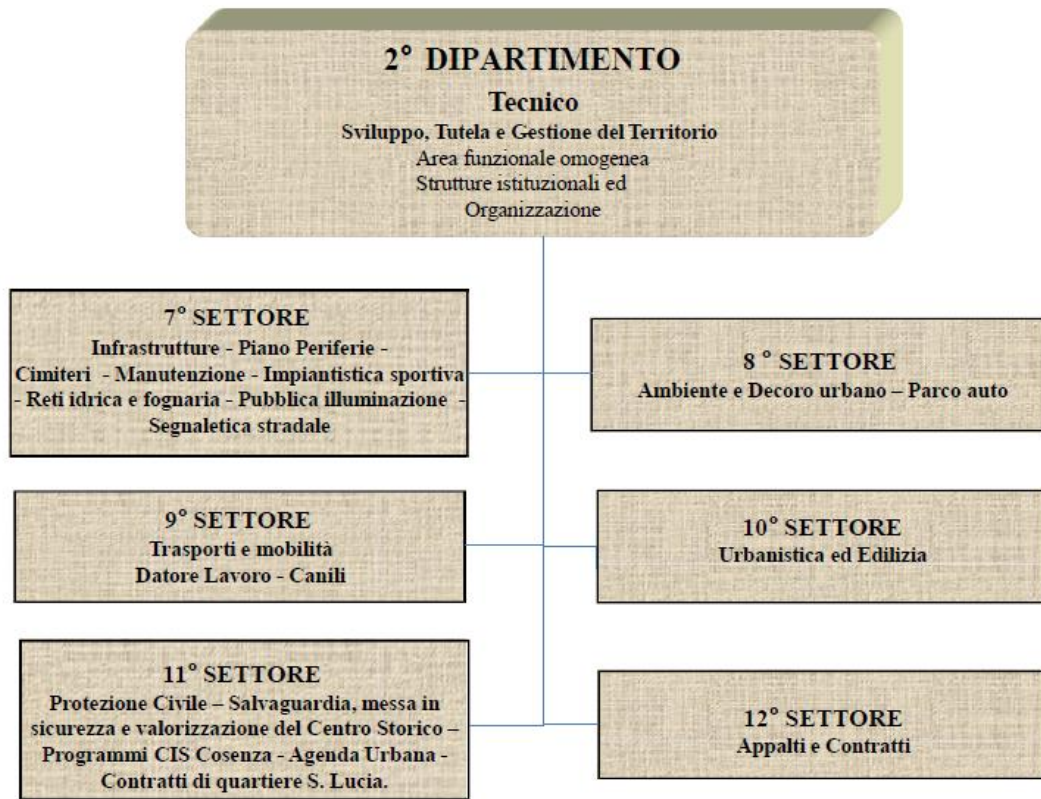 2° DIPARTIMENTO
Tecnico
Sviluppo, Tutela e Gestione del Territorio
Area funzionale omogenea
Strutture istituzionali ed
Organizzazione
7° SETTORE
Infrastrutture - Piano Periferie -
Cimiteri - Manutenzione - Impiantistica sportiva
- Reti idrica e fognaria - Pubblica illuminazione -
Segnaletica stradale
8 ° SETTORE
Ambiente e Decoro urbano – Parco auto
9° SETTORE
Trasporti e mobilità
Datore Lavoro - Canili
10° SETTORE
Urbanistica ed Edilizia
11° SETTORE
Protezione Civile – Salvaguardia, messa in
sicurezza e valorizzazione del Centro Storico –
Programmi CIS Cosenza - Agenda Urbana -
Contratti di quartiere S. Lucia.
12° SETTORE
Appalti e Contratti